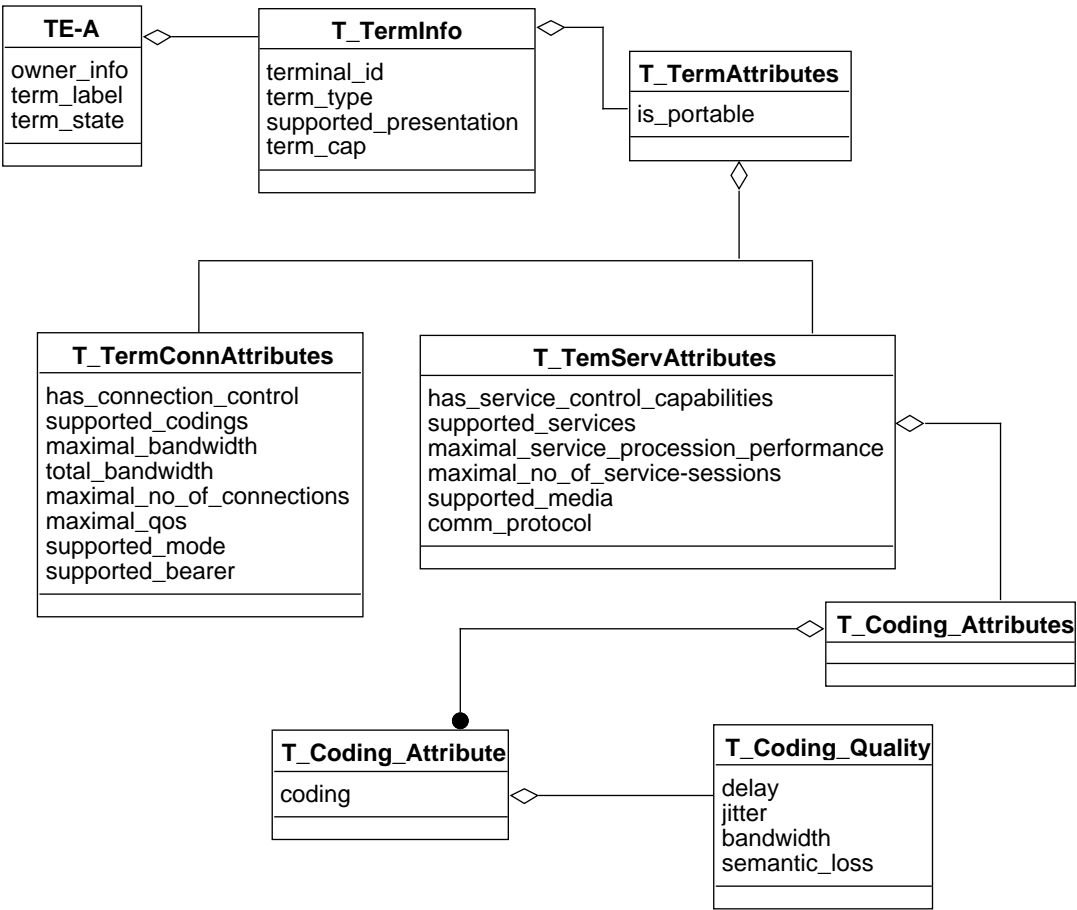 TE-A
owner_info
term_label
term_state
T_TermInfo
terminal_id
term_type
supported_presentation
term_cap
T_TermAttributes
is_portable
T_TermConnAttributes
has_connection_control
supported_codings
maximal_bandwidth
total_bandwidth
maximal_no_of_connections
maximal_qos
supported_mode
supported_bearer
T_TemServAttributes
has_service_control_capabilities
supported_services
maximal_service_procession_performance
maximal_no_of_service-sessions
supported_media
comm_protocol
T_Coding_Attributes
T_Coding_Attribute
coding
T_Coding_Quality
delay
jitter
bandwidth
semantic_loss